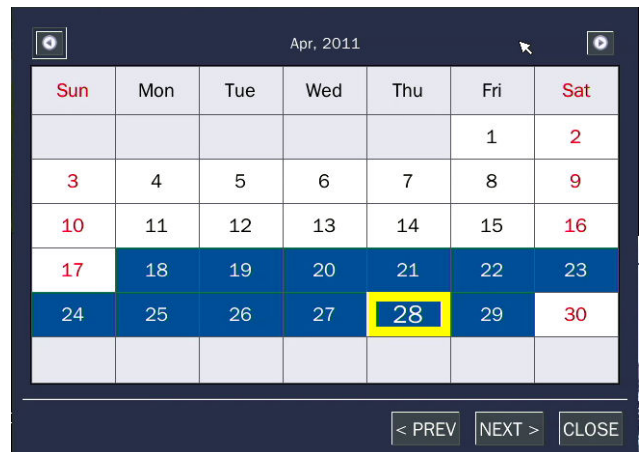 Apr, 2011
Sun Mon Tue Wed Thu Fri Sat
1 2
3 4 5 6 7 8 9
10 11 12 13 14 15 16
17 18 19 20 21 22 23
24 25 26 27 28 29 30
< PREV NEXT > CLOSE